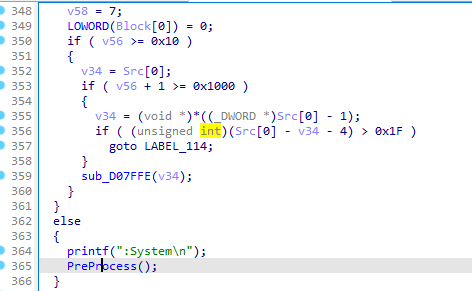 348 v58 = 7;
349 LOWORD(Block[0]) = 0;
350 if ( v56 >= 0x10 )
351 {
352 v34 = Src[0];
353 if ( v56 + 1 >= 0x1000 )
354 {
355 v34 = (void *)*((_DWORD *)Src[0] - 1);
356 if ( (unsigned int)(Src[0] - v34 - 4) > 0x1F )
357 goto LABEL_114;
358 }
359 sub_D07FFE(v34);
360 }
361 }
362 else
363 {
364 printf(":System\n");
365 PreProcess();
366 }